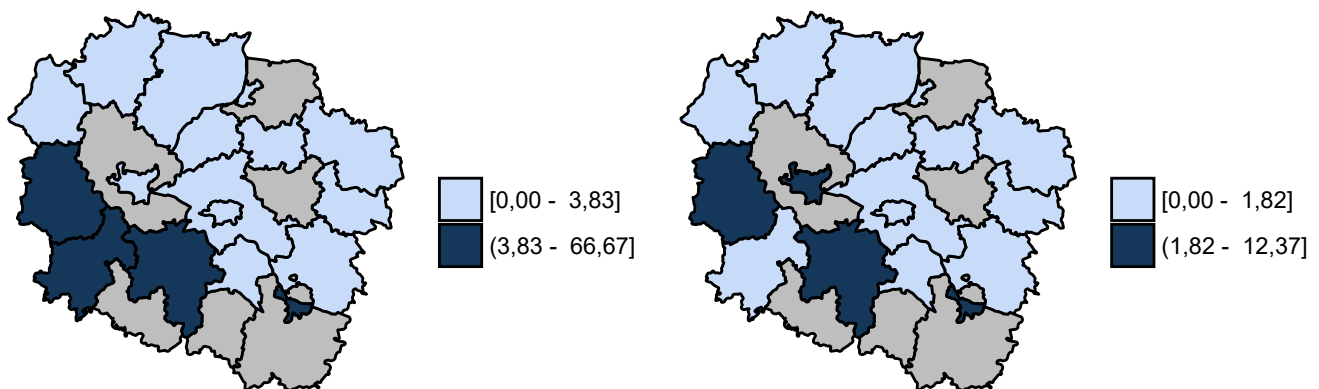 [0,00 -  3,83]
(3,83 -  66,67]
[0,00 -  1,82]
(1,82 -  12,37]